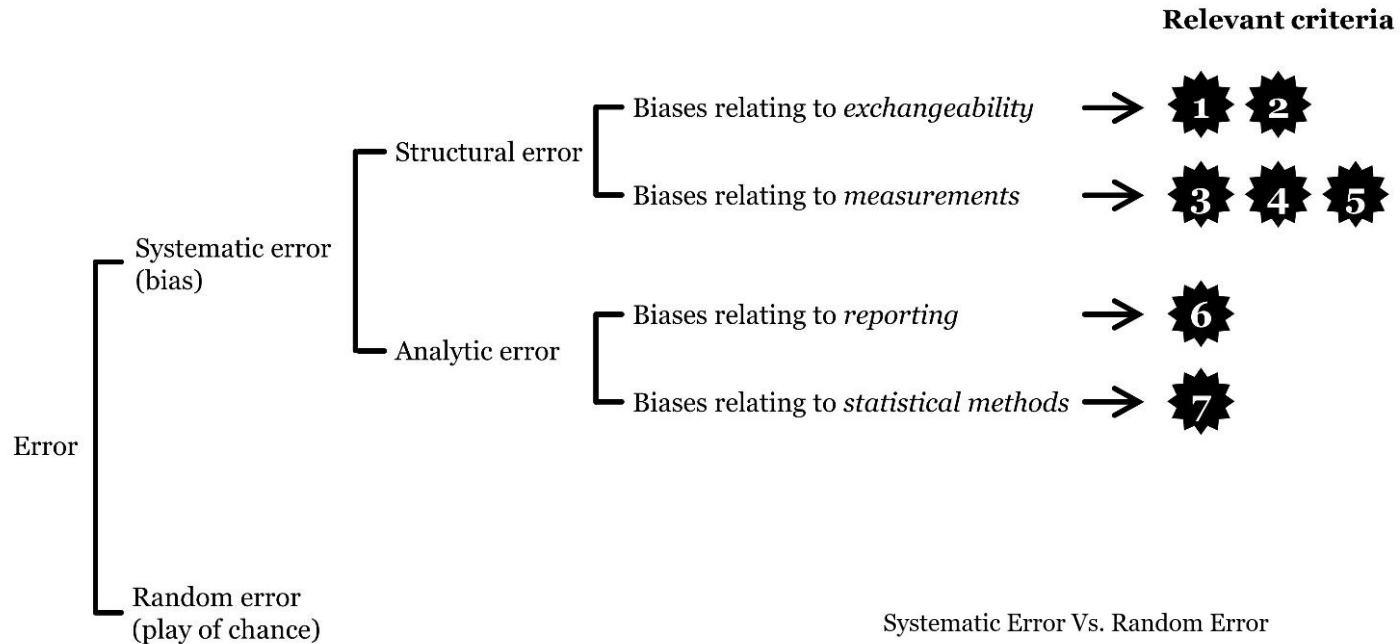 Relevant criteria
Biases relating to exchangeability
1 2
Structural error
Biases relating to measurements
3 4 5
Systematic error
(bias)
Biases relating to reporting
6
Analytic error
Biases relating to statistical methods
7
Error
Random error
(play of chance)
Systematic Error Vs. Random Error